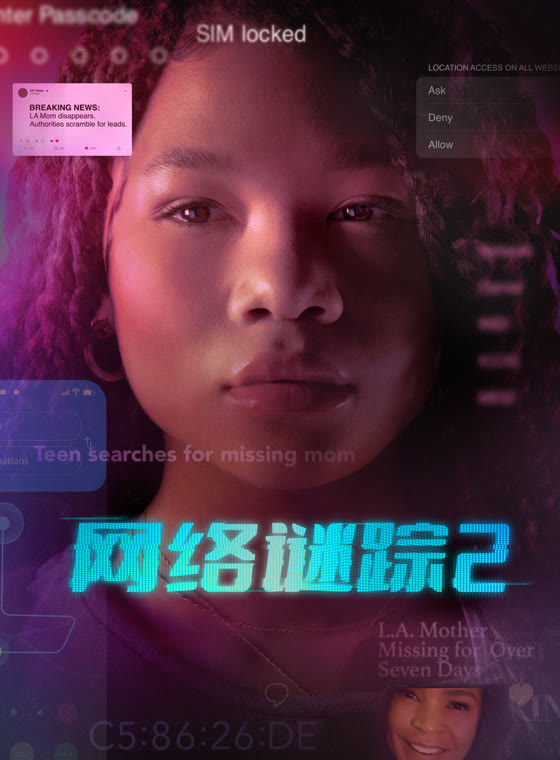 nter Passcode
SIM locked
LOCATION ACCESS ON ALL WEBS
Ask
Deny
Allow
BREAKING NEWS:
LA Mom disappears.
Authorities scramble for leads.
Teen searches for missing mom
网络谜踪2
L.A. Mother
Missing for Over
Seven Days
C5:86:26:DE